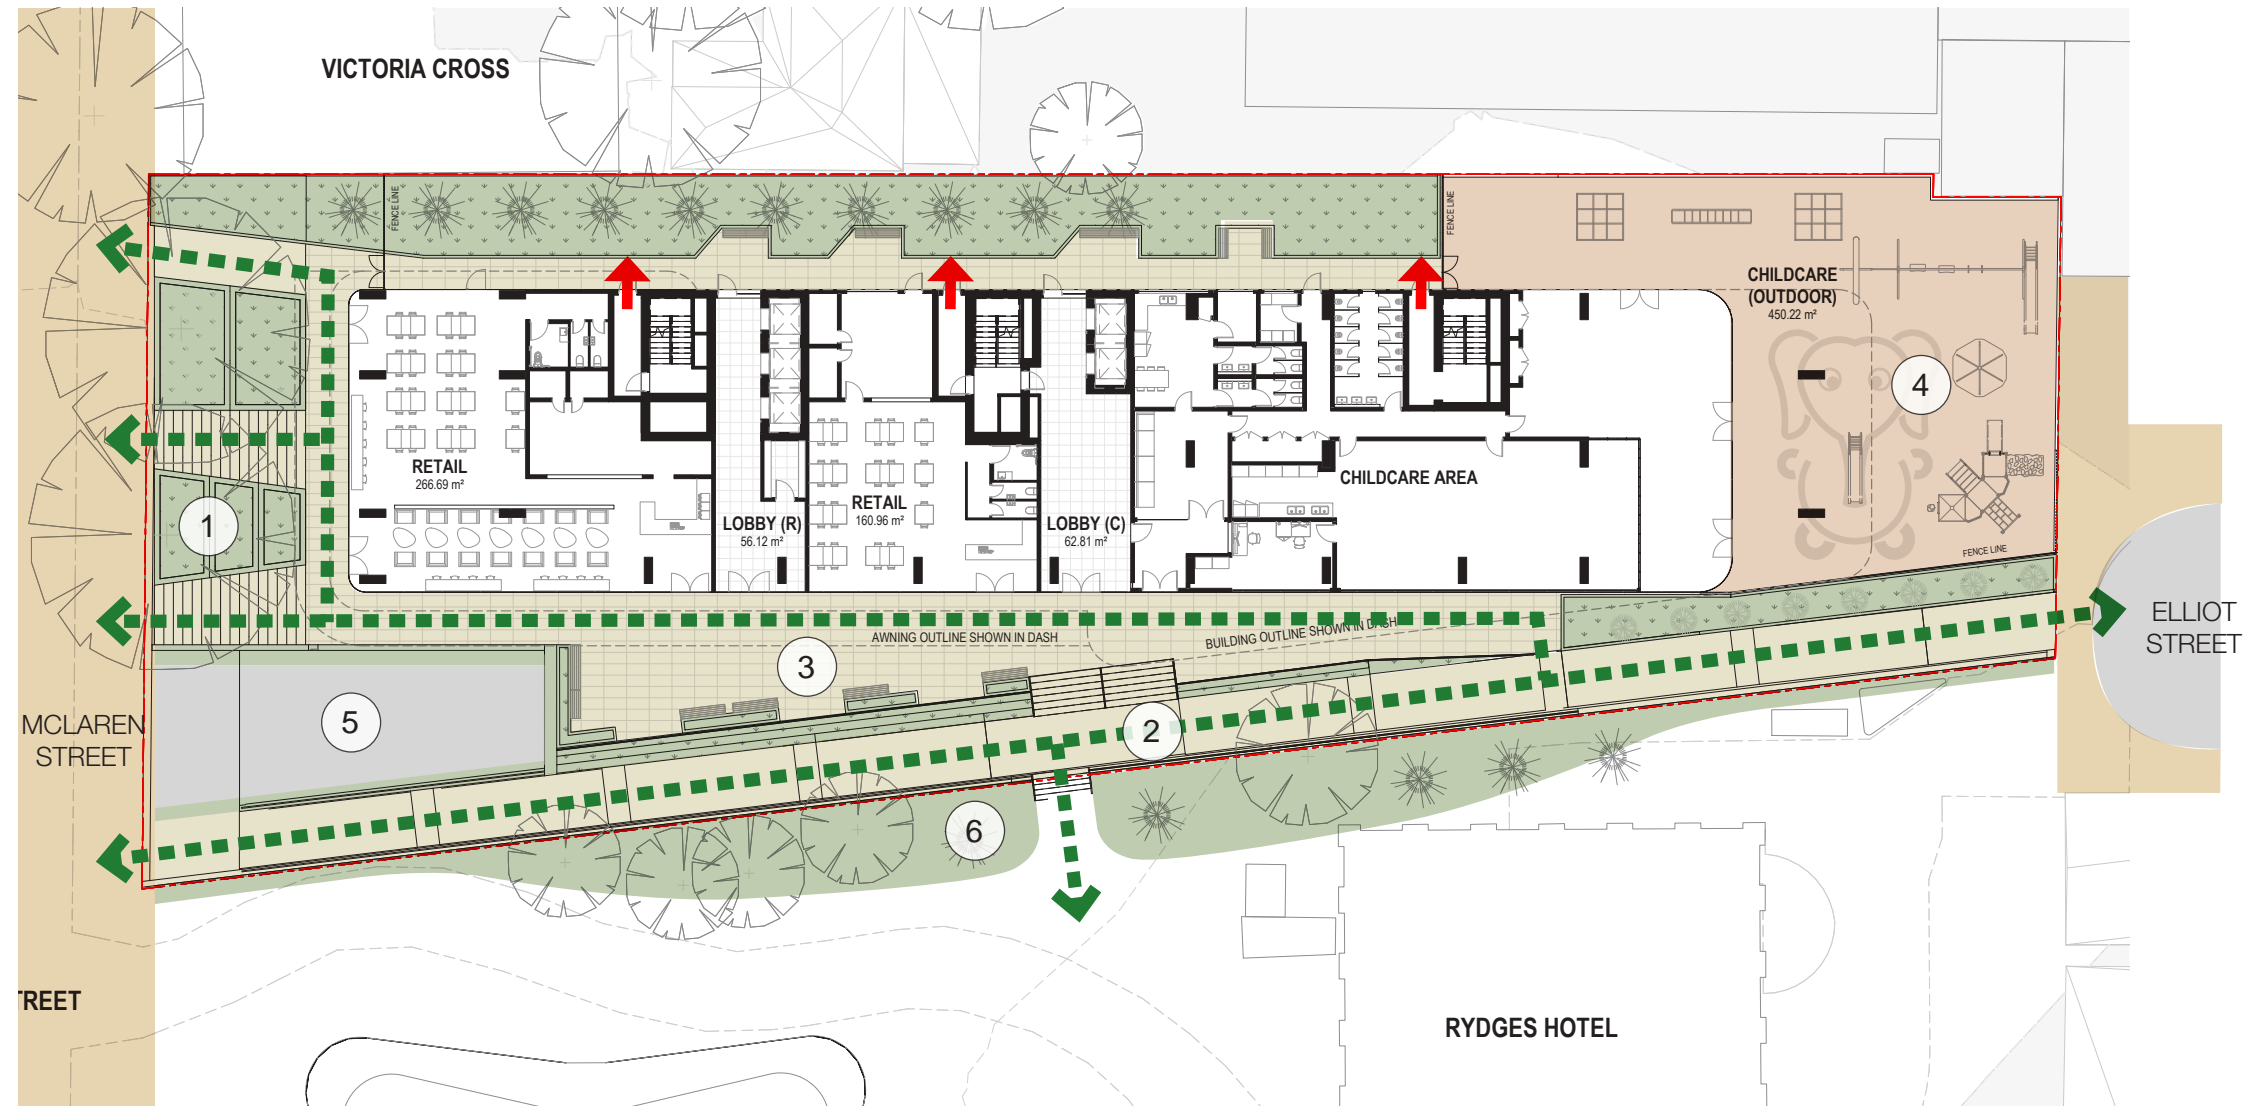 VICTORIA CROSS
FENCE LINE
FENCE LINE
CHILDCARE
(OUTDOOR)
450.22 m²
4
RETAIL
266.69 m²
CHILDCARE AREA
RETAIL
160.96 m²
LOBBY (R)
56.12 m²
LOBBY (C)
62.81 m²
1
FENCE LINE
ELLIOT
STREET
AWNING OUTLINE SHOWN IN DASH
BUILDING OUTLINE SHOWN IN DASH
3
MCLAREN
STREET
5
2
6
TREET
RYDGES HOTEL